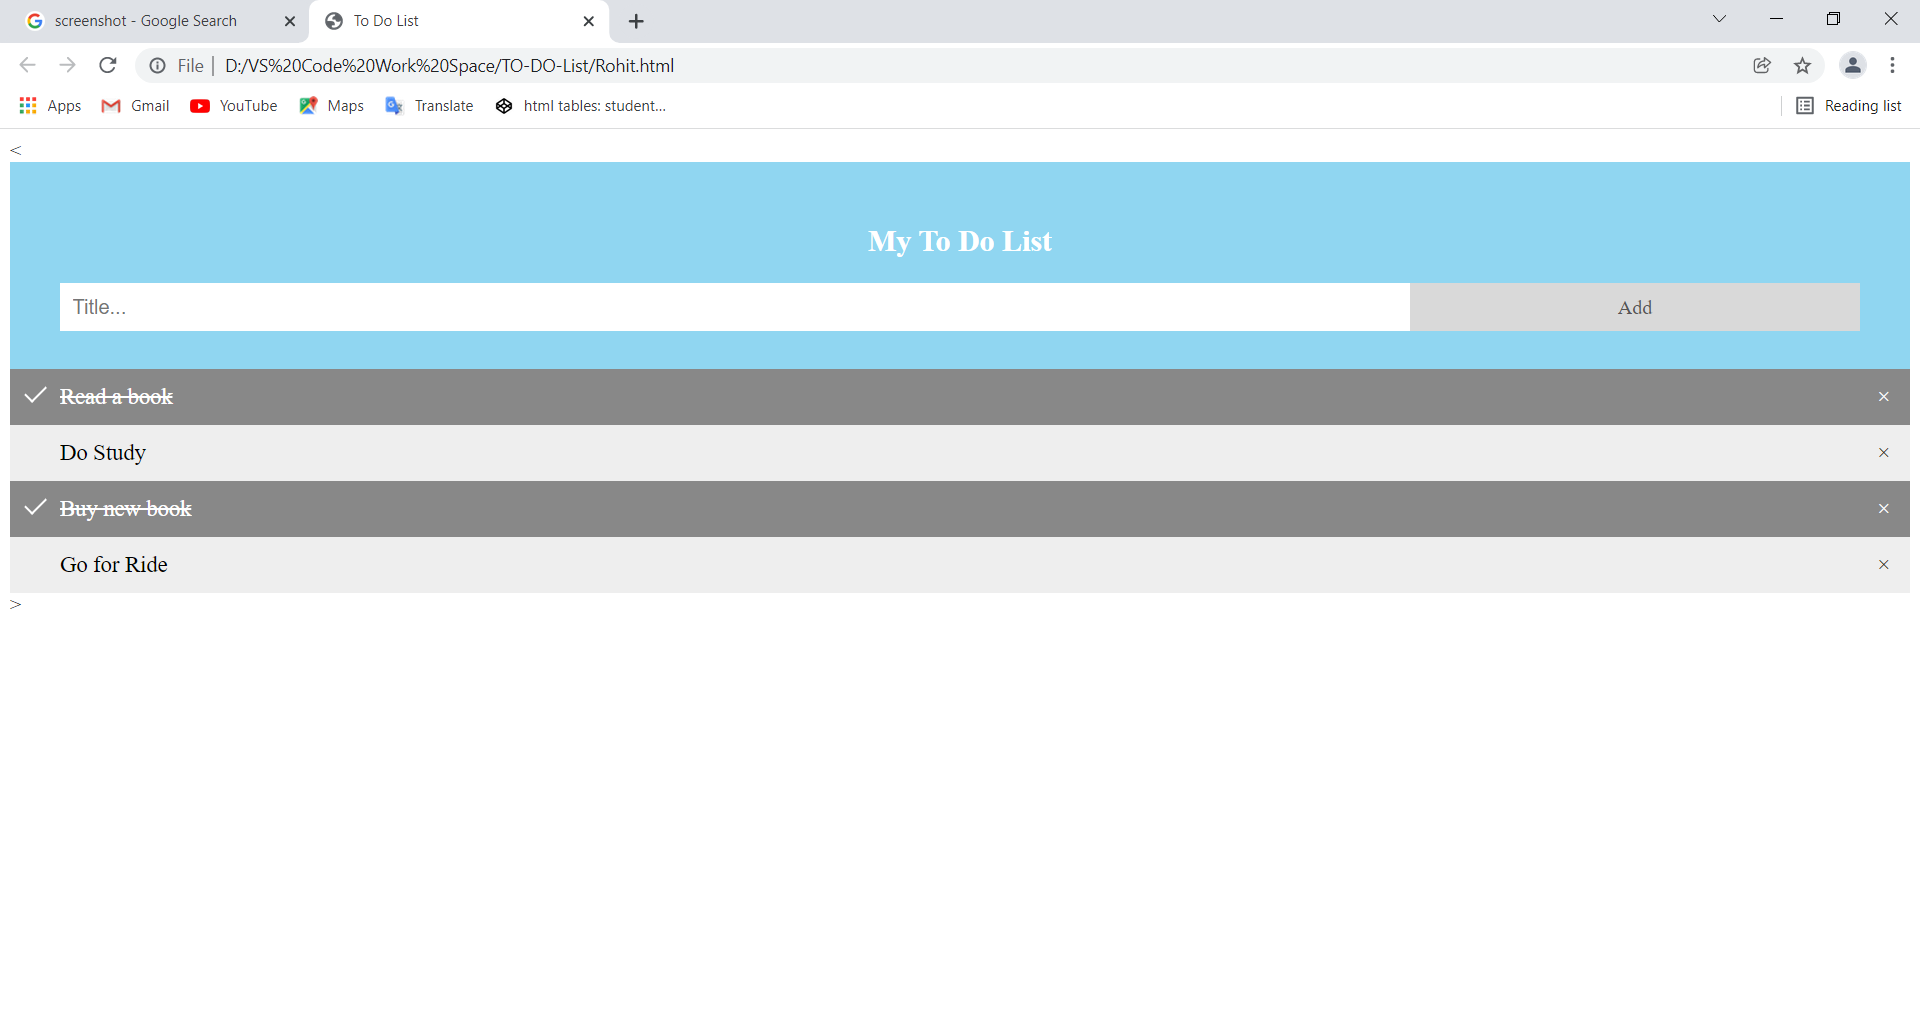 screenshot - Google Search
To Do List
File | D:/VS%20Code%20Work%20Space/TO-DO-List/Rohit.html
Apps Gmail YouTube Maps Translate html tables: student... Reading list
<
My To Do List
Title... Add
Read a book ×
Do Study ×
Buy new book ×
Go for Ride ×
>